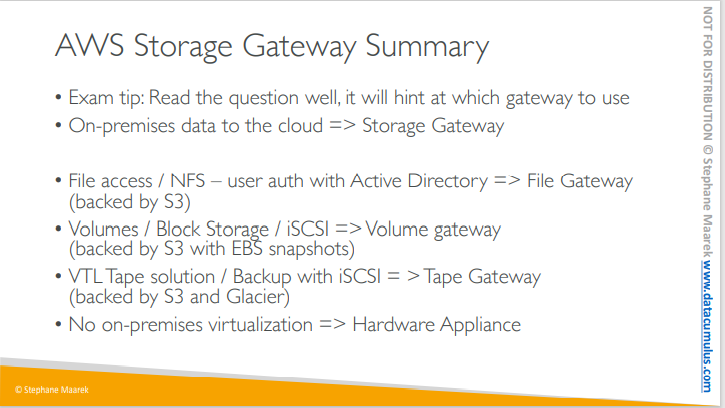 AWS Storage Gateway Summary
• Exam tip: Read the question well, it will hint at which gateway to use
• On-premises data to the cloud => Storage Gateway
• File access / NFS – user auth with Active Directory => File Gateway
(backed by S3)
• Volumes / Block Storage / iSCSI => Volume gateway
(backed by S3 with EBS snapshots)
• VTL Tape solution / Backup with iSCSI = > Tape Gateway
(backed by S3 and Glacier)
• No on-premises virtualization => Hardware Appliance
© Stephane Maarek
NOT FOR DISTRIBUTION © Stephane Maarek www.datacumulus.com